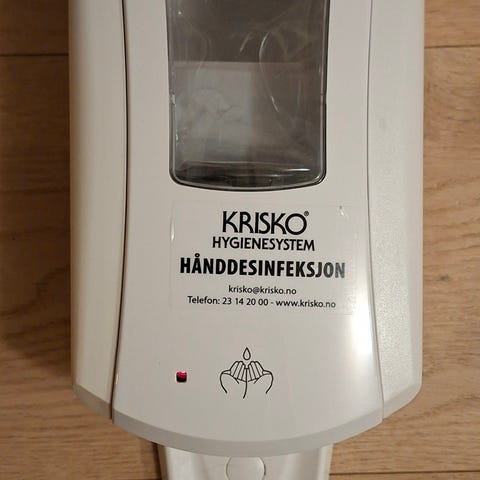 KRISKO®
HYGIENESYSTEM
HÅNDDESINFEKSJON
krisko@krisko.no
Telefon: 23 14 20 00 - www.krisko.no